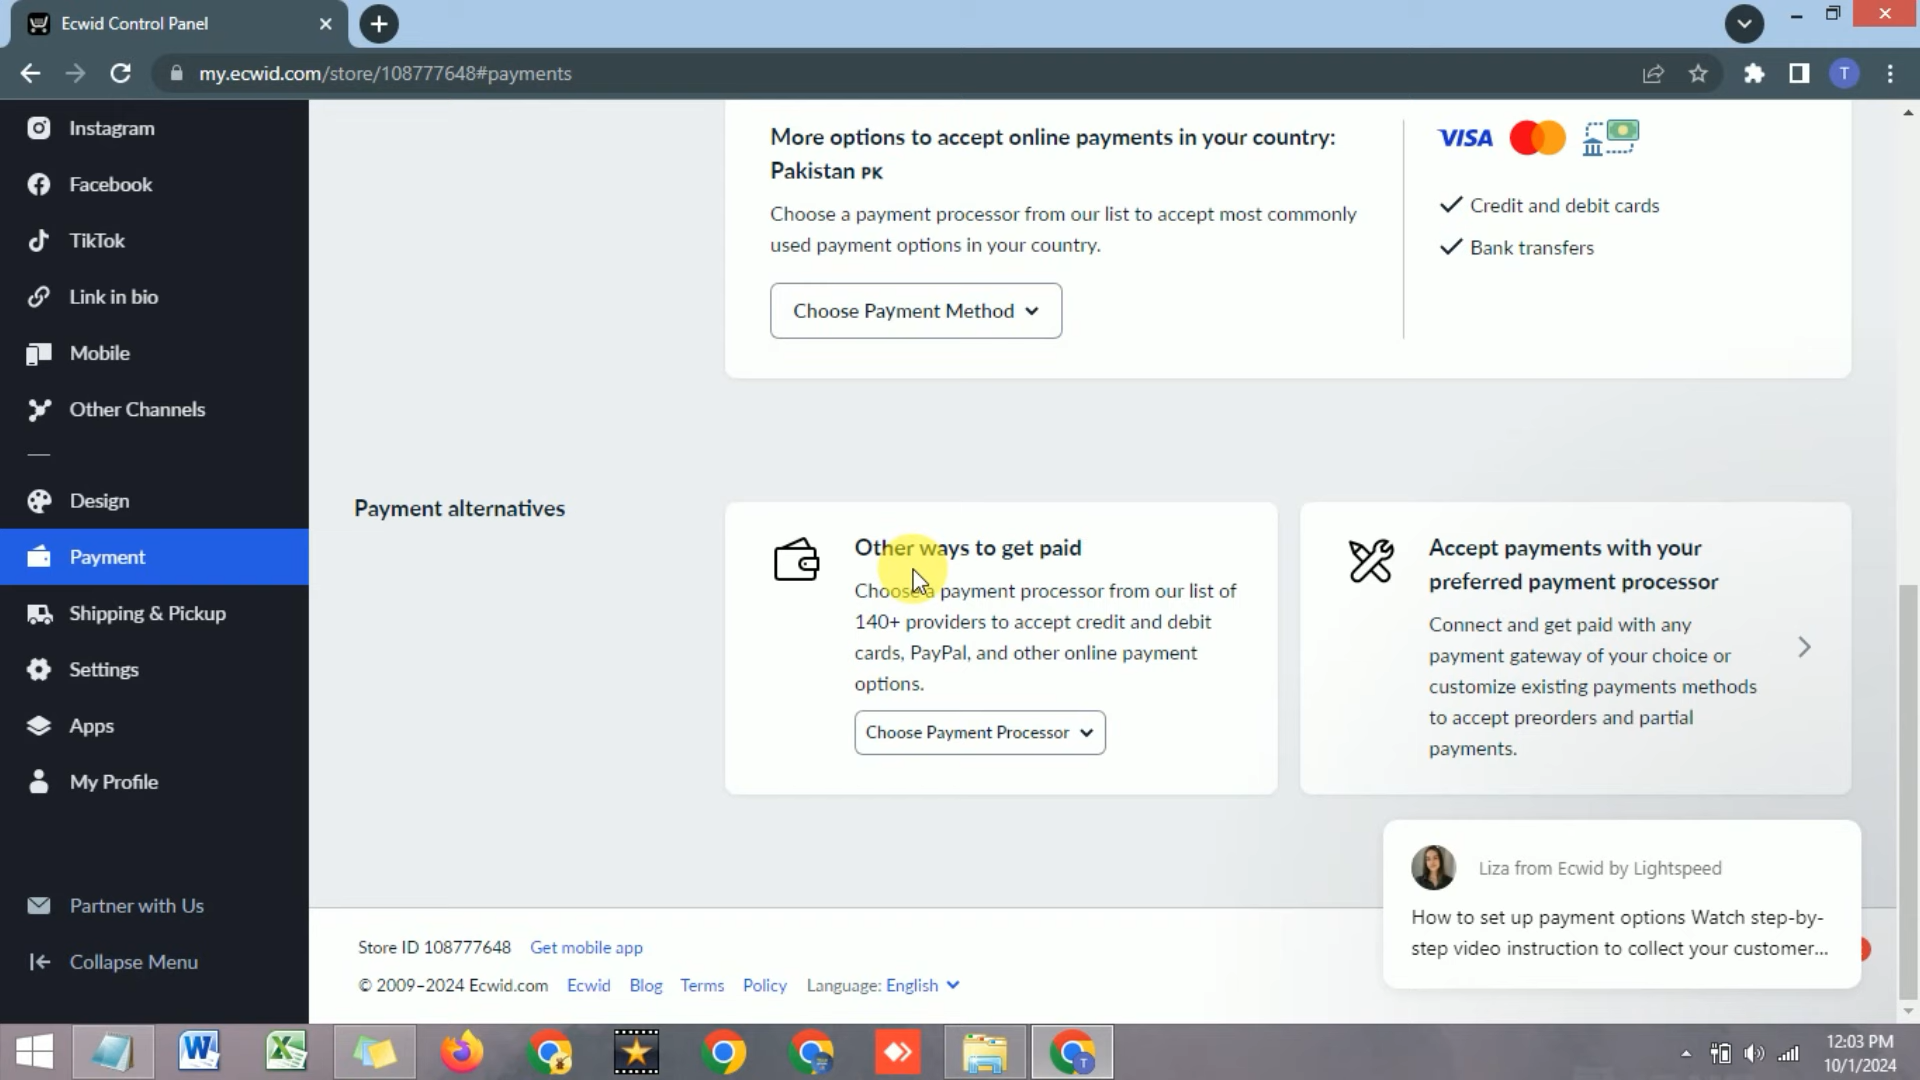 Ecwid Control Panel
my.ecwid.com/store/108777648#payments
T
Instagram
Facebook
TikTok
Link in bio
Mobile
Other Channels
Design
Payment
Shipping & Pickup
Settings
Apps
My Profile
Partner with Us
Collapse Menu
More options to accept online payments in your country:
Pakistan PK
Choose a payment processor from our list to accept most commonly
used payment options in your country.
Choose Payment Method
VISA
Credit and debit cards
Bank transfers
Payment alternatives
Other ways to get paid
Choose a payment processor from our list of
140+ providers to accept credit and debit
cards, PayPal, and other online payment
options.
Choose Payment Processor
Accept payments with your
preferred payment processor
Connect and get paid with any
payment gateway of your choice or
customize existing payments methods
to accept preorders and partial
payments.
Liza from Ecwid by Lightspeed
How to set up payment options Watch step-by-
step video instruction to collect your customer...
Store ID 108777648 Get mobile app
© 2009–2024 Ecwid.com Ecwid Blog Terms Policy Language: English
12:03 PM
10/1/2024